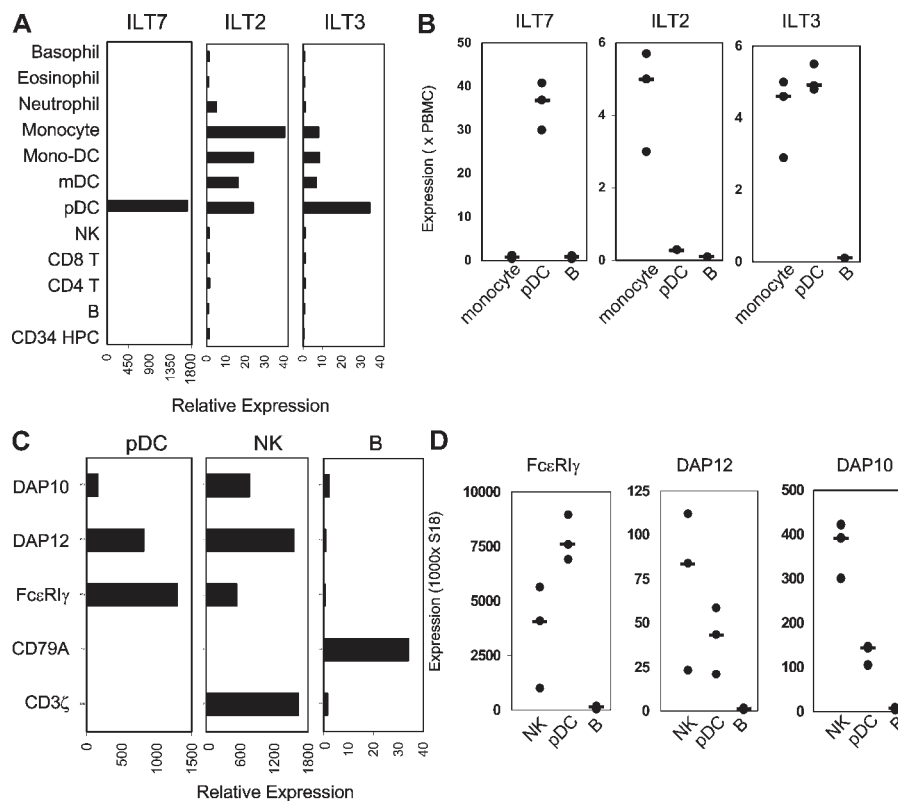 A
ILT7 ILT2 ILT3
Basophil
Eosinophil
Neutrophil
Monocyte
Mono-DC
mDC
pDC
NK
CD8 T
CD4 T
B
CD34 HPC
0 450 900 1350 1800
0 10 20 30 40
0 10 20 30 40
Relative Expression
B
ILT7 ILT2 ILT3
Expression ( x PBMC)
50
40
30
20
10
0
6
4
2
0
6
4
2
0
monocyte pDC B
monocyte pDC B
monocyte pDC B
C
pDC NK B
DAP10
DAP12
FcεRIγ
CD79A
CD3ζ
0 500 1300 1500
0 600 1200 1800
0 10 20 30 40
Relative Expression
D
FcεRIγ DAP12 DAP10
Expression (1000x S18)
10000
7500
5000
2500
0
125
100
75
50
25
0
500
400
300
200
100
0
NK pDC B
NK pDC B
NK pDC B